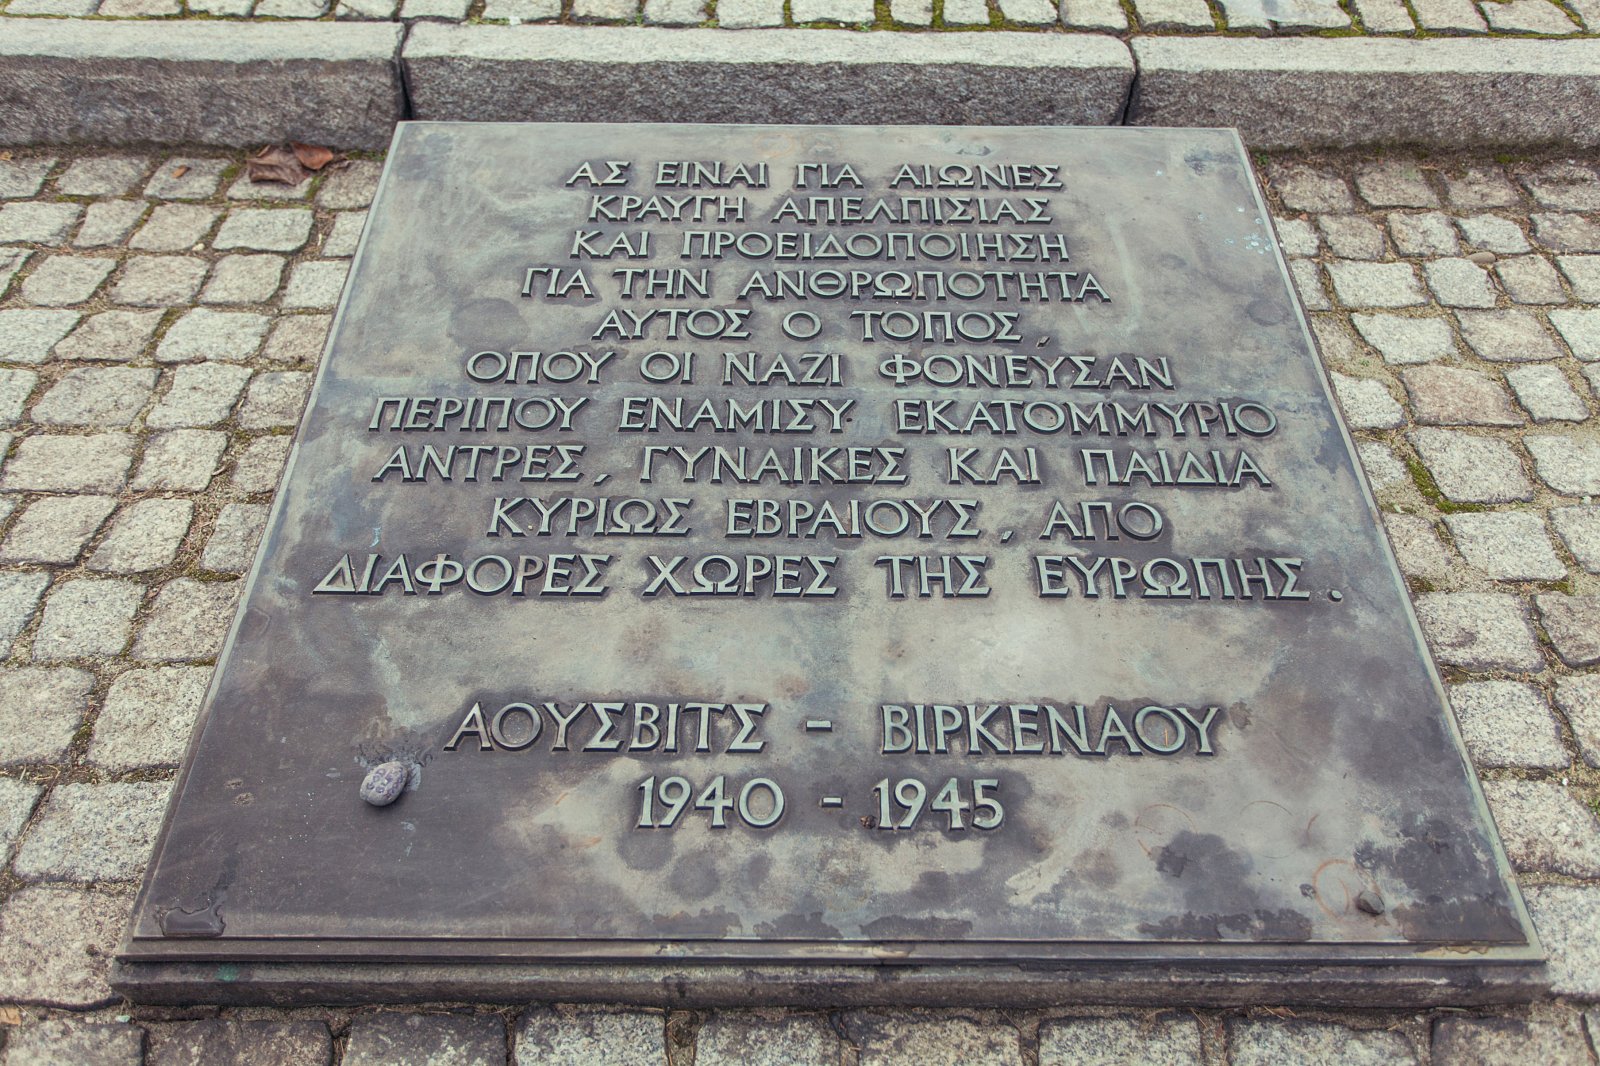 ΑΣ ΕΙΝΑΙ ΓΙΑ ΑΙΩΝΕΣ
ΚΡΑΥΓΗ ΑΠΕΛΠΙΣΙΑΣ
ΚΑΙ ΠΡΟΕΙΔΟΠΟΙΗΣΗ
ΓΙΑ ΤΗΝ ΑΝΘΡΩΠΟΤΗΤΑ
ΑΥΤΟΣ Ο ΤΟΠΟΣ,
ΟΠΟΥ ΟΙ ΝΑΖΙ ΦΟΝΕΥΣΑΝ
ΠΕΡΙΠΟΥ ΕΝΑΜΙΣΥ ΕΚΑΤΟΜΜΥΡΙΟ
ΑΝΤΡΕΣ, ΓΥΝΑΙΚΕΣ ΚΑΙ ΠΑΙΔΙΑ
ΚΥΡΙΩΣ ΕΒΡΑΙΟΥΣ, ΑΠΟ
ΔΙΑΦΟΡΕΣ ΧΩΡΕΣ ΤΗΣ ΕΥΡΩΠΗΣ.
ΑΟΥΣΒΙΤΣ - ΒΙΡΚΕΝΑΟΥ
1940 - 1945